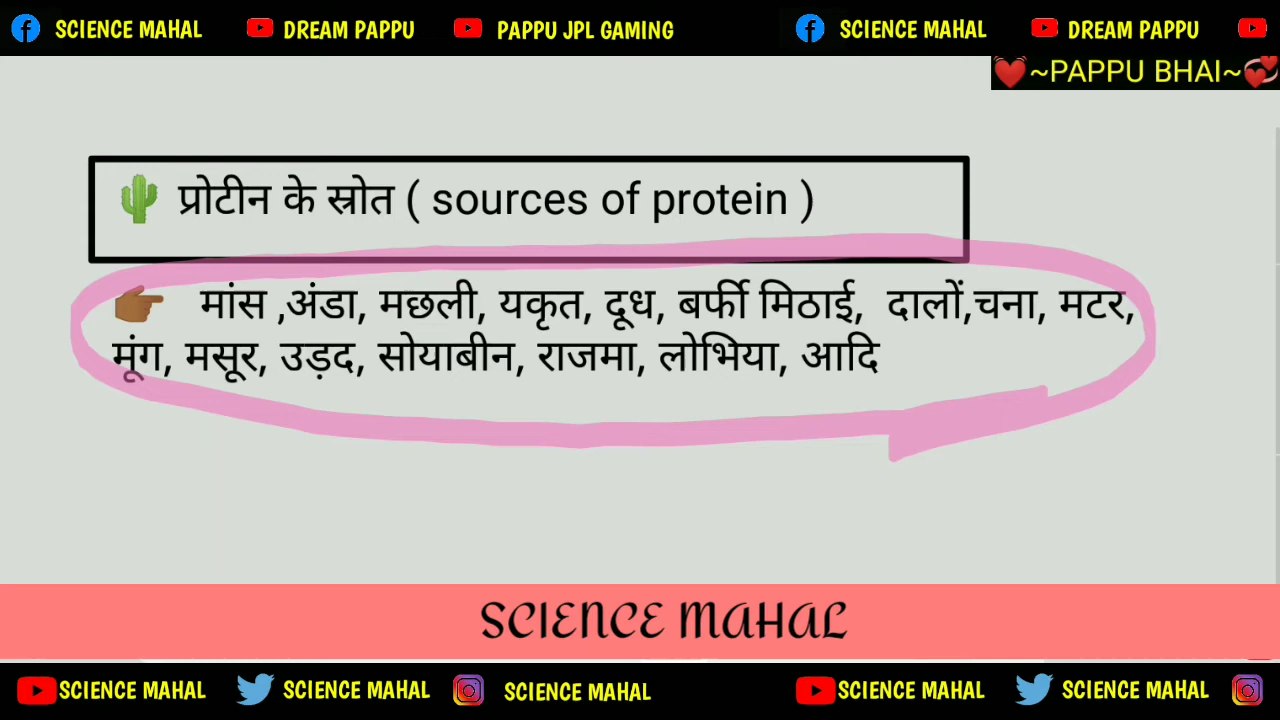 SCIENCE MAHAL DREAM PAPPU PAPPU JPL GAMING SCIENCE MAHAL DREAM PAPPU
~PAPPU BHAI~
प्रोटीन के स्रोत ( sources of protein )
मांस ,अंडा, मछली, यकृत, दूध, बर्फी मिठाई, दालों,चना, मटर,
मूंग, मसूर, उड़द, सोयाबीन, राजमा, लोभिया, आदि
SCIENCE MAHAL
SCIENCE MAHAL SCIENCE MAHAL SCIENCE MAHAL SCIENCE MAHAL SCIENCE MAHAL